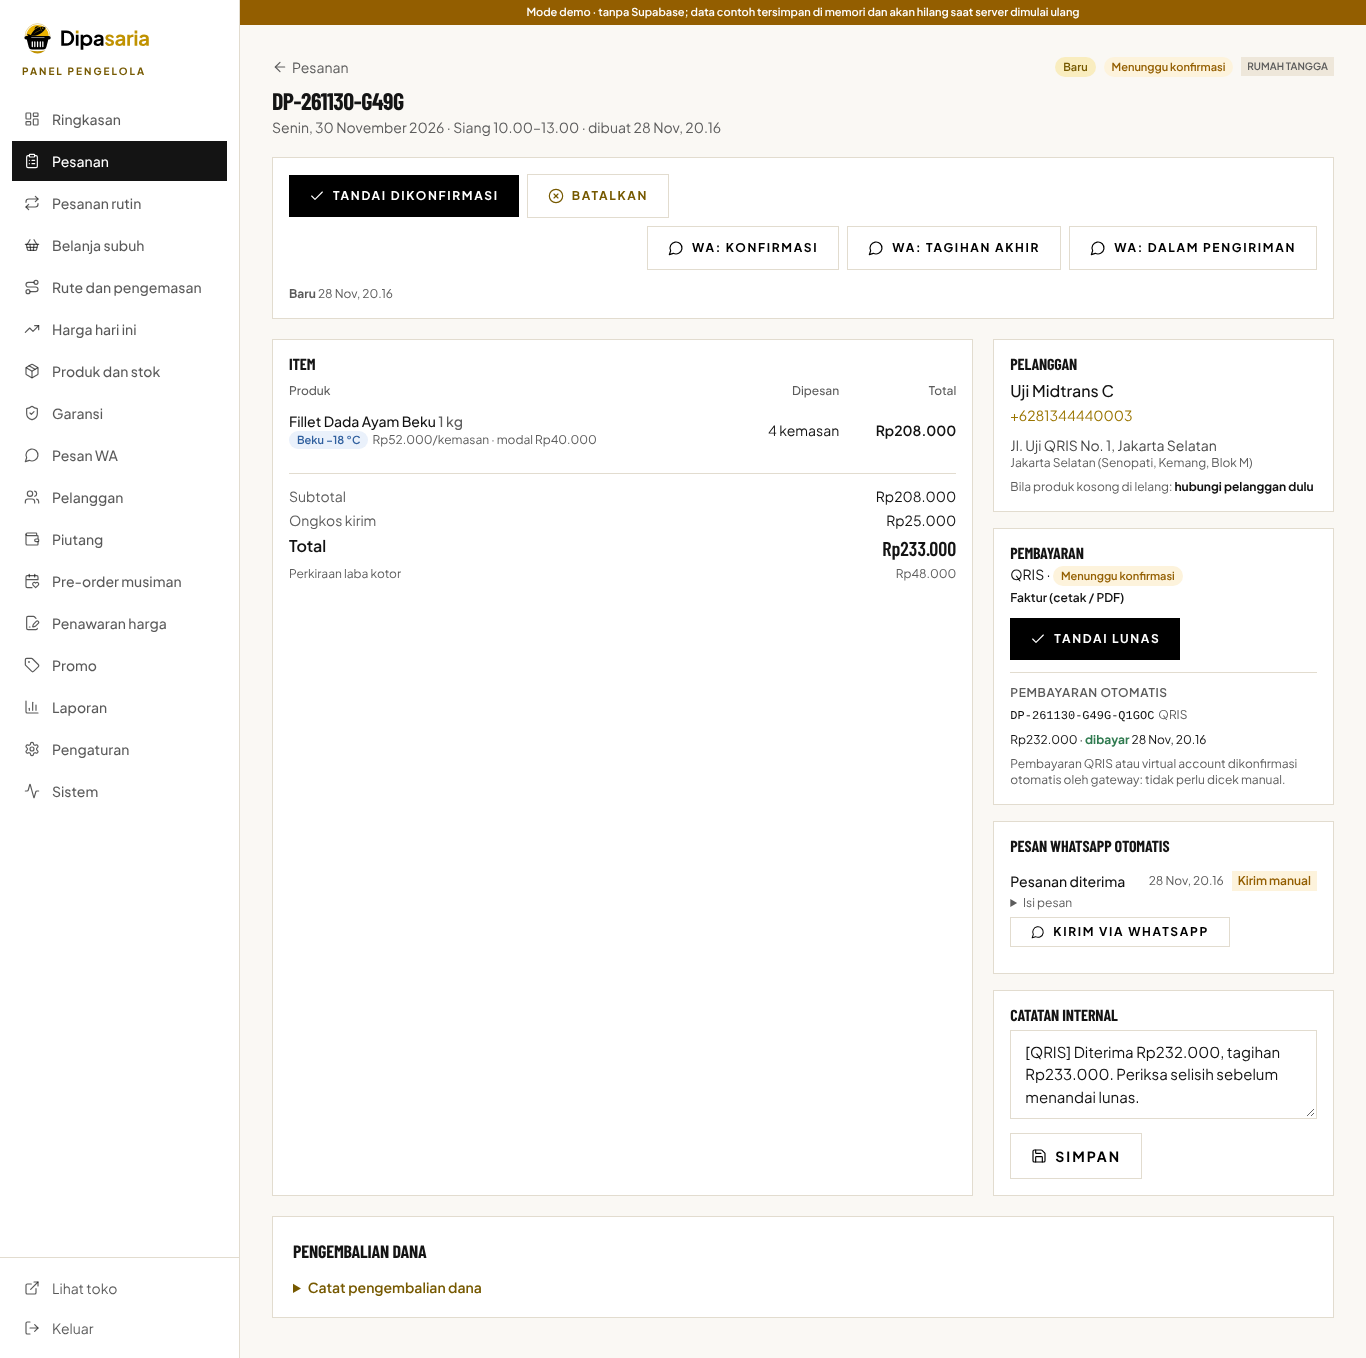 Mode demo · tanpa Supabase; data contoh tersimpan di memori dan akan hilang saat server dimulai ulang
Dipasaria
PANEL PENGELOLA
Ringkasan
Pesanan
Pesanan rutin
Belanja subuh
Rute dan pengemasan
Harga hari ini
Produk dan stok
Garansi
Pesan WA
Pelanggan
Piutang
Pre-order musiman
Penawaran harga
Promo
Laporan
Pengaturan
Sistem
Lihat toko
Keluar
← Pesanan
Baru Menunggu konfirmasi RUMAH TANGGA
DP-261130-G49G
Senin, 30 November 2026 · Siang 10.00–13.00 · dibuat 28 Nov, 20.16
TANDAI DIKONFIRMASI BATALKAN
WA: KONFIRMASI WA: TAGIHAN AKHIR WA: DALAM PENGIRIMAN
Baru 28 Nov, 20.16
ITEM
Produk Dipesan Total
Fillet Dada Ayam Beku 1 kg
4 kemasan Rp208.000
Beku −18 °C Rp52.000/kemasan · modal Rp40.000
Subtotal Rp208.000
Ongkos kirim Rp25.000
Total Rp233.000
Perkiraan laba kotor Rp48.000
PELANGGAN
Uji Midtrans C
+6281344440003
Jl. Uji QRIS No. 1, Jakarta Selatan
Jakarta Selatan (Senopati, Kemang, Blok M)
Bila produk kosong di lelang: hubungi pelanggan dulu
PEMBAYARAN
QRIS · Menunggu konfirmasi
Faktur (cetak / PDF)
TANDAI LUNAS
PEMBAYARAN OTOMATIS
DP-261130-G49G-Q1GOC QRIS
Rp232.000 · dibayar 28 Nov, 20.16
Pembayaran QRIS atau virtual account dikonfirmasi
otomatis oleh gateway: tidak perlu dicek manual.
PESAN WHATSAPP OTOMATIS
Pesanan diterima 28 Nov, 20.16 Kirim manual
Isi pesan
KIRIM VIA WHATSAPP
CATATAN INTERNAL
[QRIS] Diterima Rp232.000, tagihan
Rp233.000. Periksa selisih sebelum
menandai lunas.
SIMPAN
PENGEMBALIAN DANA
Catat pengembalian dana